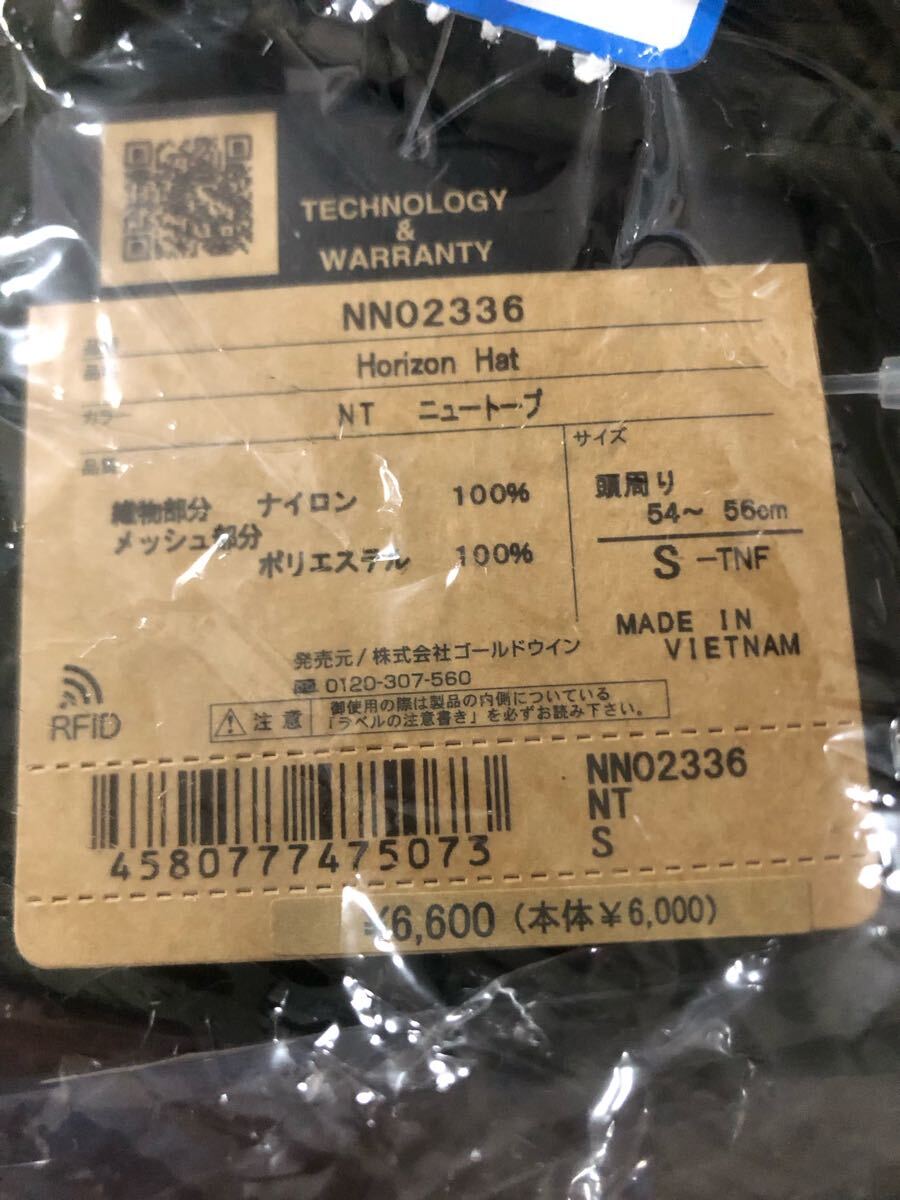 TECHNOLOGY
&
WARRANTY
NN02336
Horizon Hat
カラー NT ニュートープ
品質
サイズ
織物部分 ナイロン 100%
メッシュ部分
ポリエステル 100%
頭周り
54～ 56cm
S -TNF
MADE IN
VIETNAM
発売元/株式会社ゴールドウイン
0120-307-560
RFID
注意
御使用の際は製品の内側についている
「ラベルの注意書き」を必ずお読み下さい。
4580777475073
NN02336
NT
S
¥6,600 (本体¥6,000)